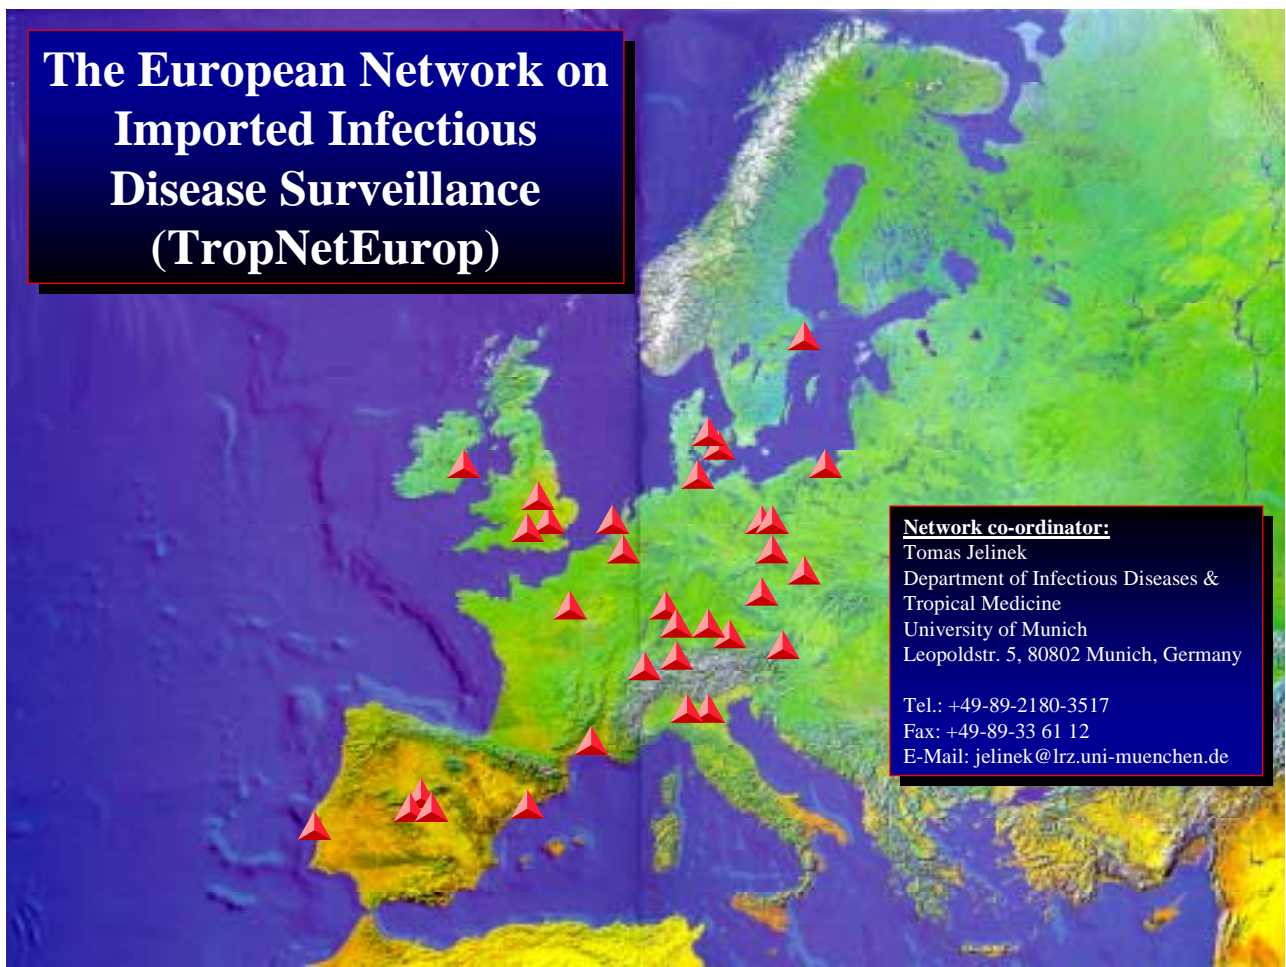 The European Network on
Imported Infectious
Disease Surveillance
(TropNetEurop)
Network co-ordinator:
Tomas Jelinek
Department of Infectious Diseases &
Tropical Medicine
University of Munich
Leopoldstr. 5, 80802 Munich, Germany
Tel.: +49-89-2180-3517
Fax: +49-89-33 61 12
E-Mail: jelinek@lrz.uni-muenchen.de